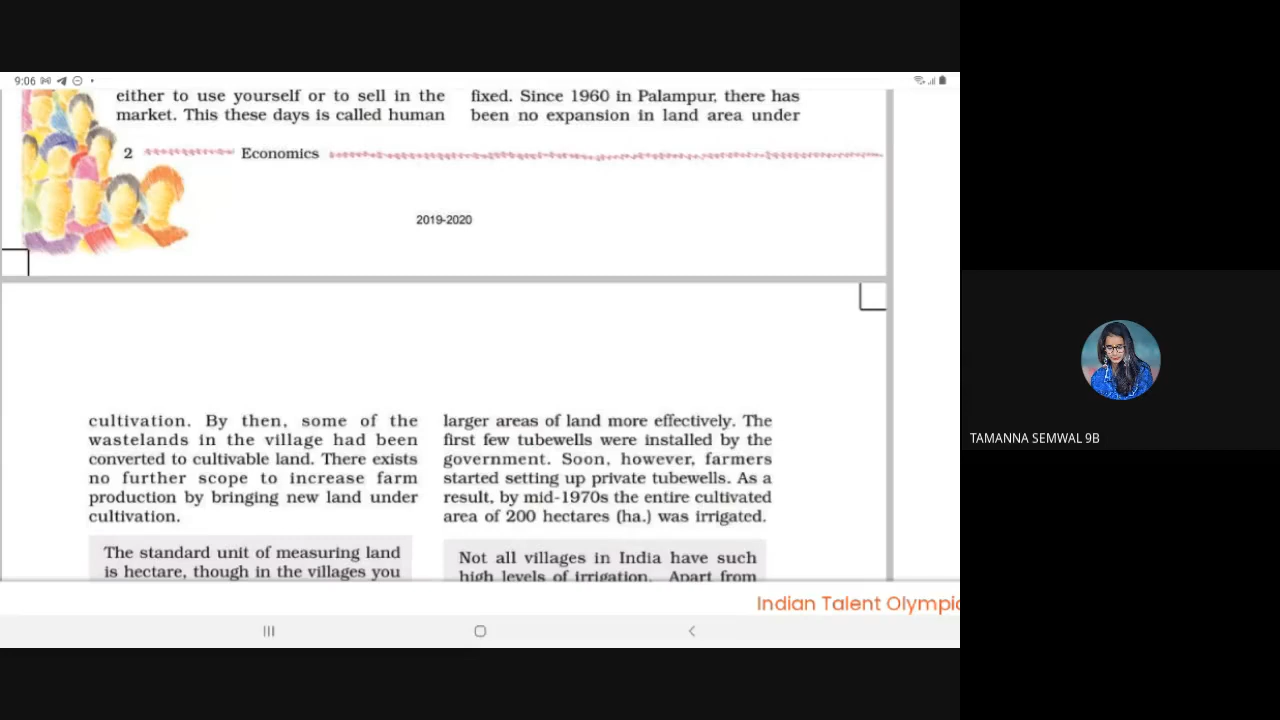 9:06
either to use yourself or to sell in the
market. This these days is called human
fixed. Since 1960 in Palampur, there has
been no expansion in land area under
2 Economics
2019-2020
cultivation. By then, some of the
wastelands in the village had been
converted to cultivable land. There exists
no further scope to increase farm
production by bringing new land under
cultivation.
The standard unit of measuring land
is hectare, though in the villages you
larger areas of land more effectively. The
first few tubewells were installed by the
government. Soon, however, farmers
started setting up private tubewells. As a
result, by mid-1970s the entire cultivated
area of 200 hectares (ha.) was irrigated.
Not all villages in India have such
high levels of irrigation. Apart from
Indian Talent Olympi
TAMANNA SEMWAL 9B